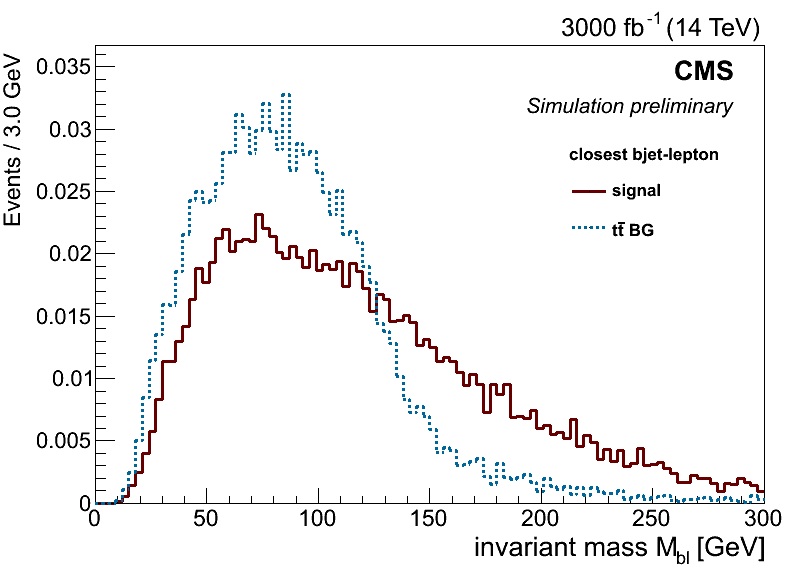 3000 fb⁻¹ (14 TeV)
CMS
Simulation preliminary
closest bjet-lepton
signal
tt̄ BG
Events / 3.0 GeV
0.035
0.03
0.025
0.02
0.015
0.01
0.005
0
0 50 100 150 200 250 300
invariant mass M_bl [GeV]